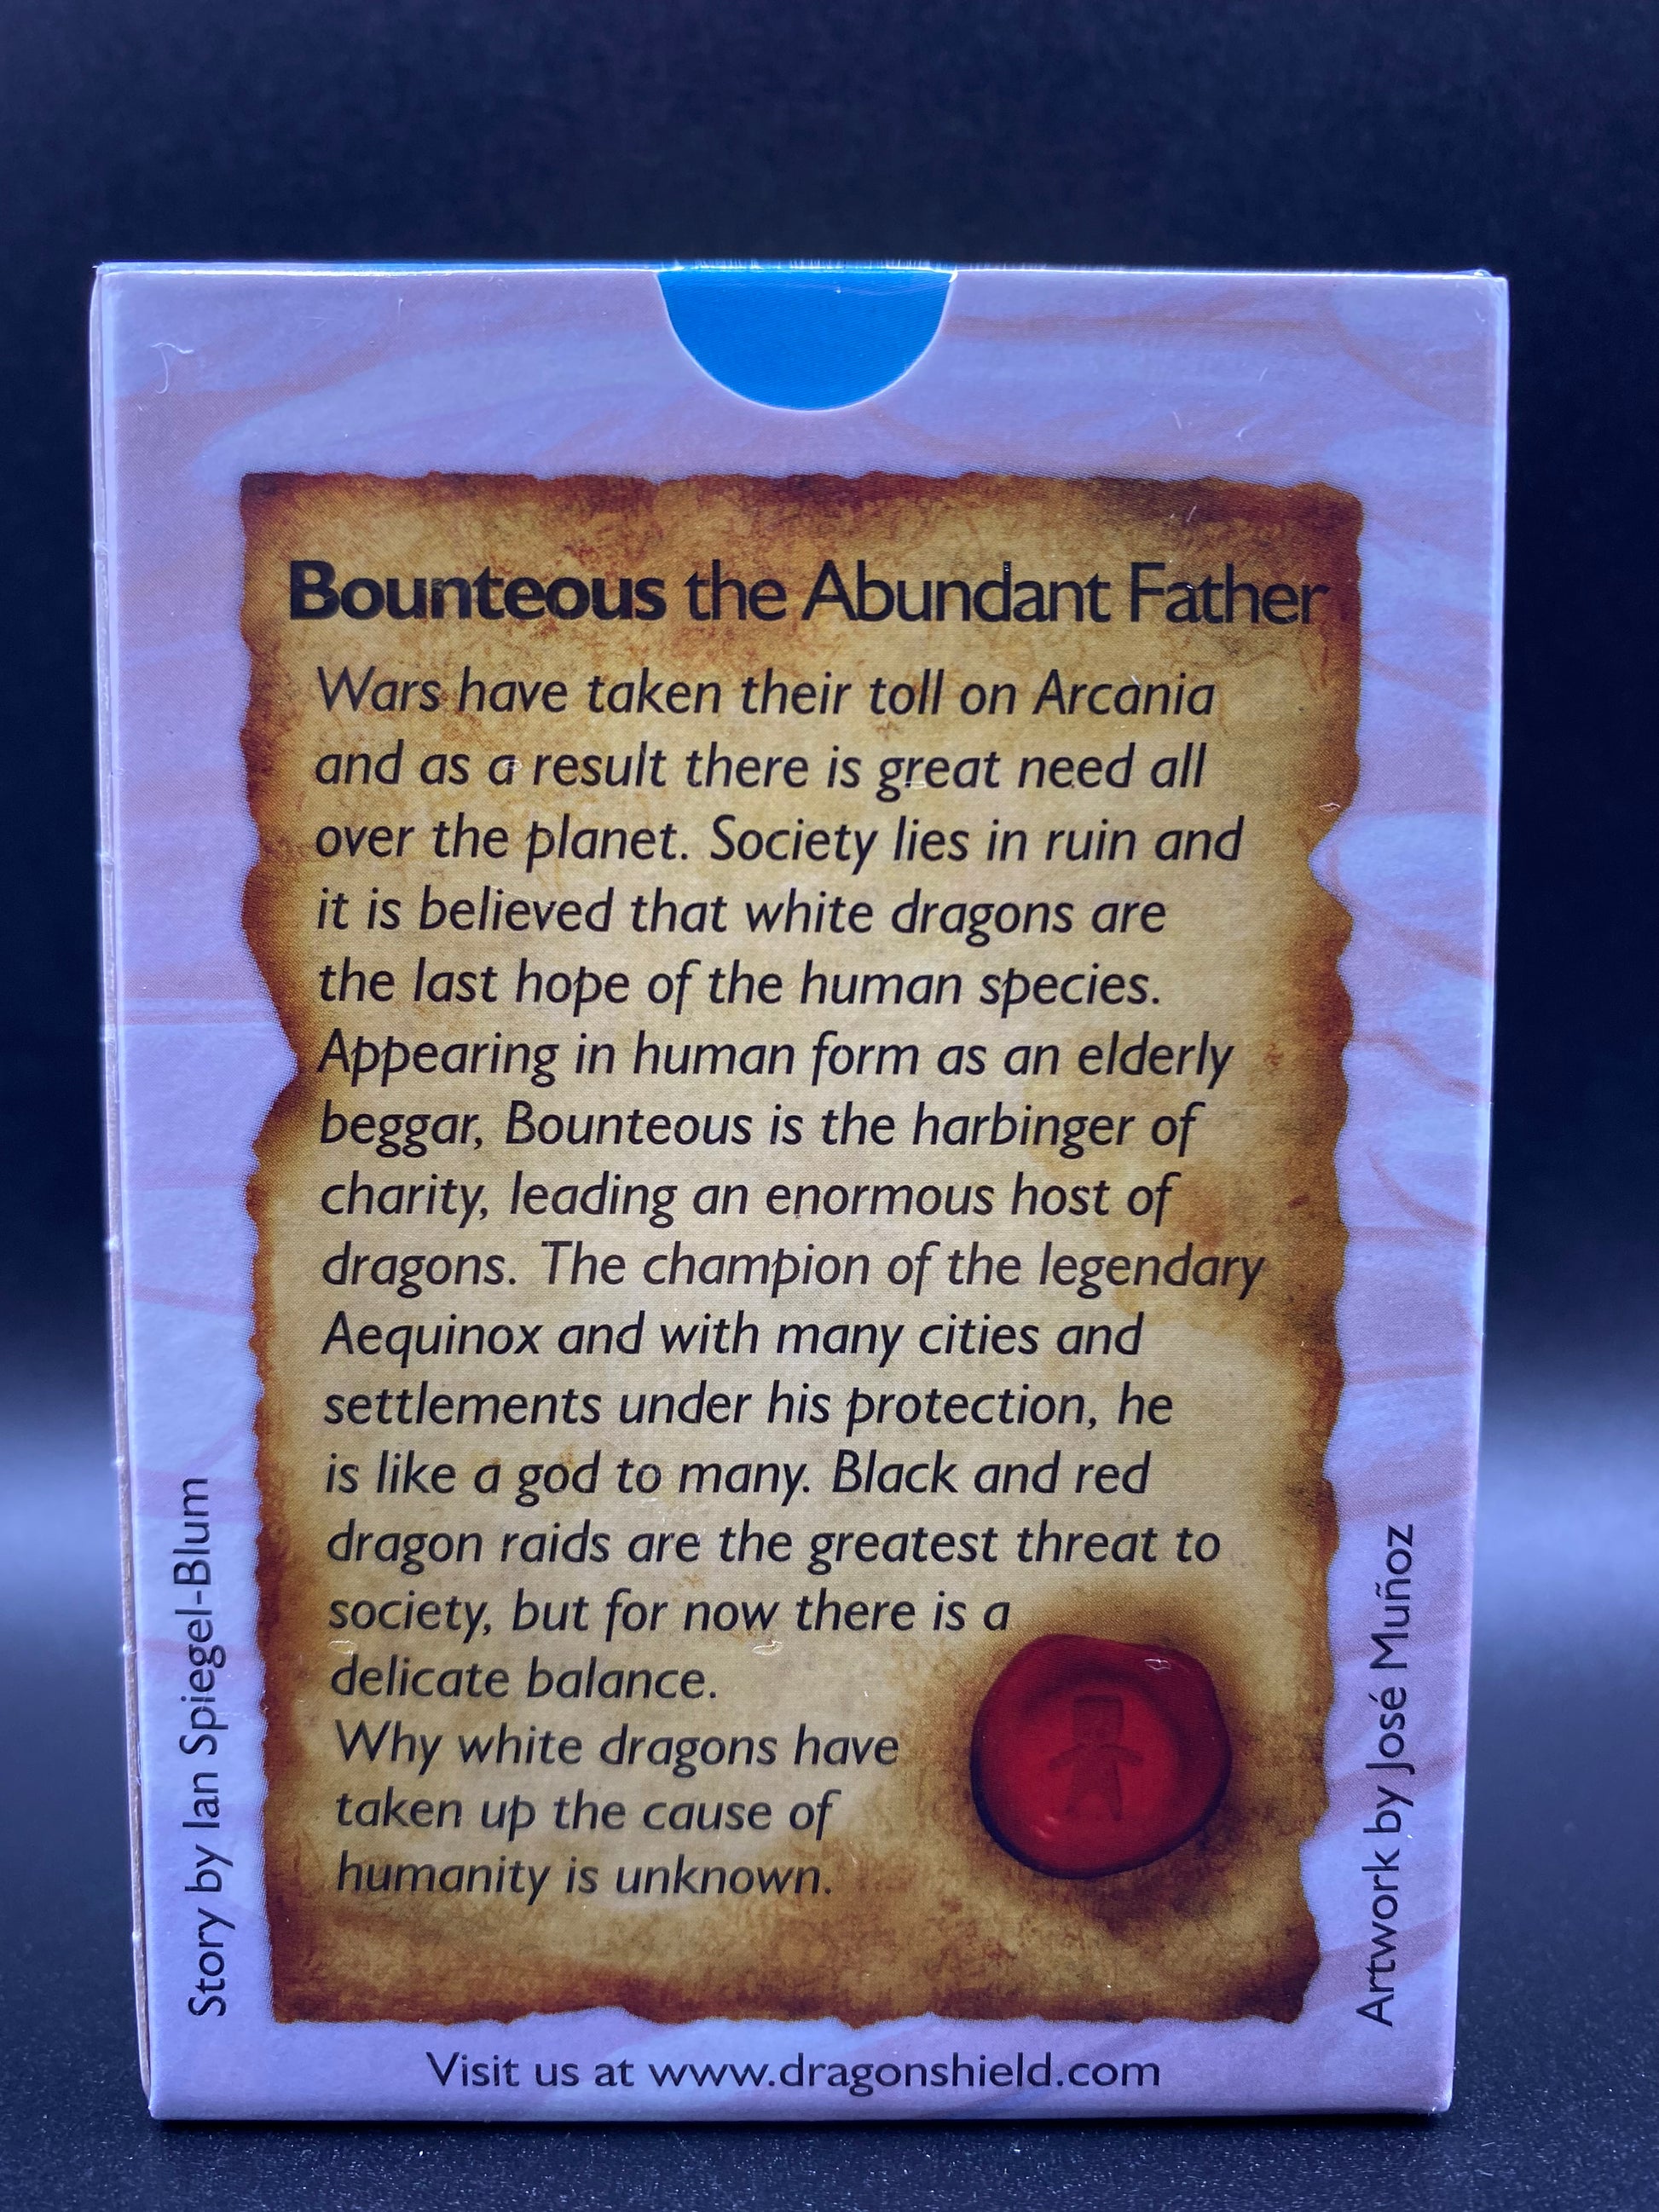 Bounteous the Abundant Father
Wars have taken their toll on Arcania
and as a result there is great need all
over the planet. Society lies in ruin and
it is believed that white dragons are
the last hope of the human species.
Appearing in human form as an elderly
beggar, Bounteous is the harbinger of
charity, leading an enormous host of
dragons. The champion of the legendary
Aequinox and with many cities and
settlements under his protection, he
is like a god to many. Black and red
dragon raids are the greatest threat to
society, but for now there is a
delicate balance.
Why white dragons have
taken up the cause of
humanity is unknown.
Story by Ian Spiegel-Blum
Artwork by José Muñoz
Visit us at www.dragonshield.com